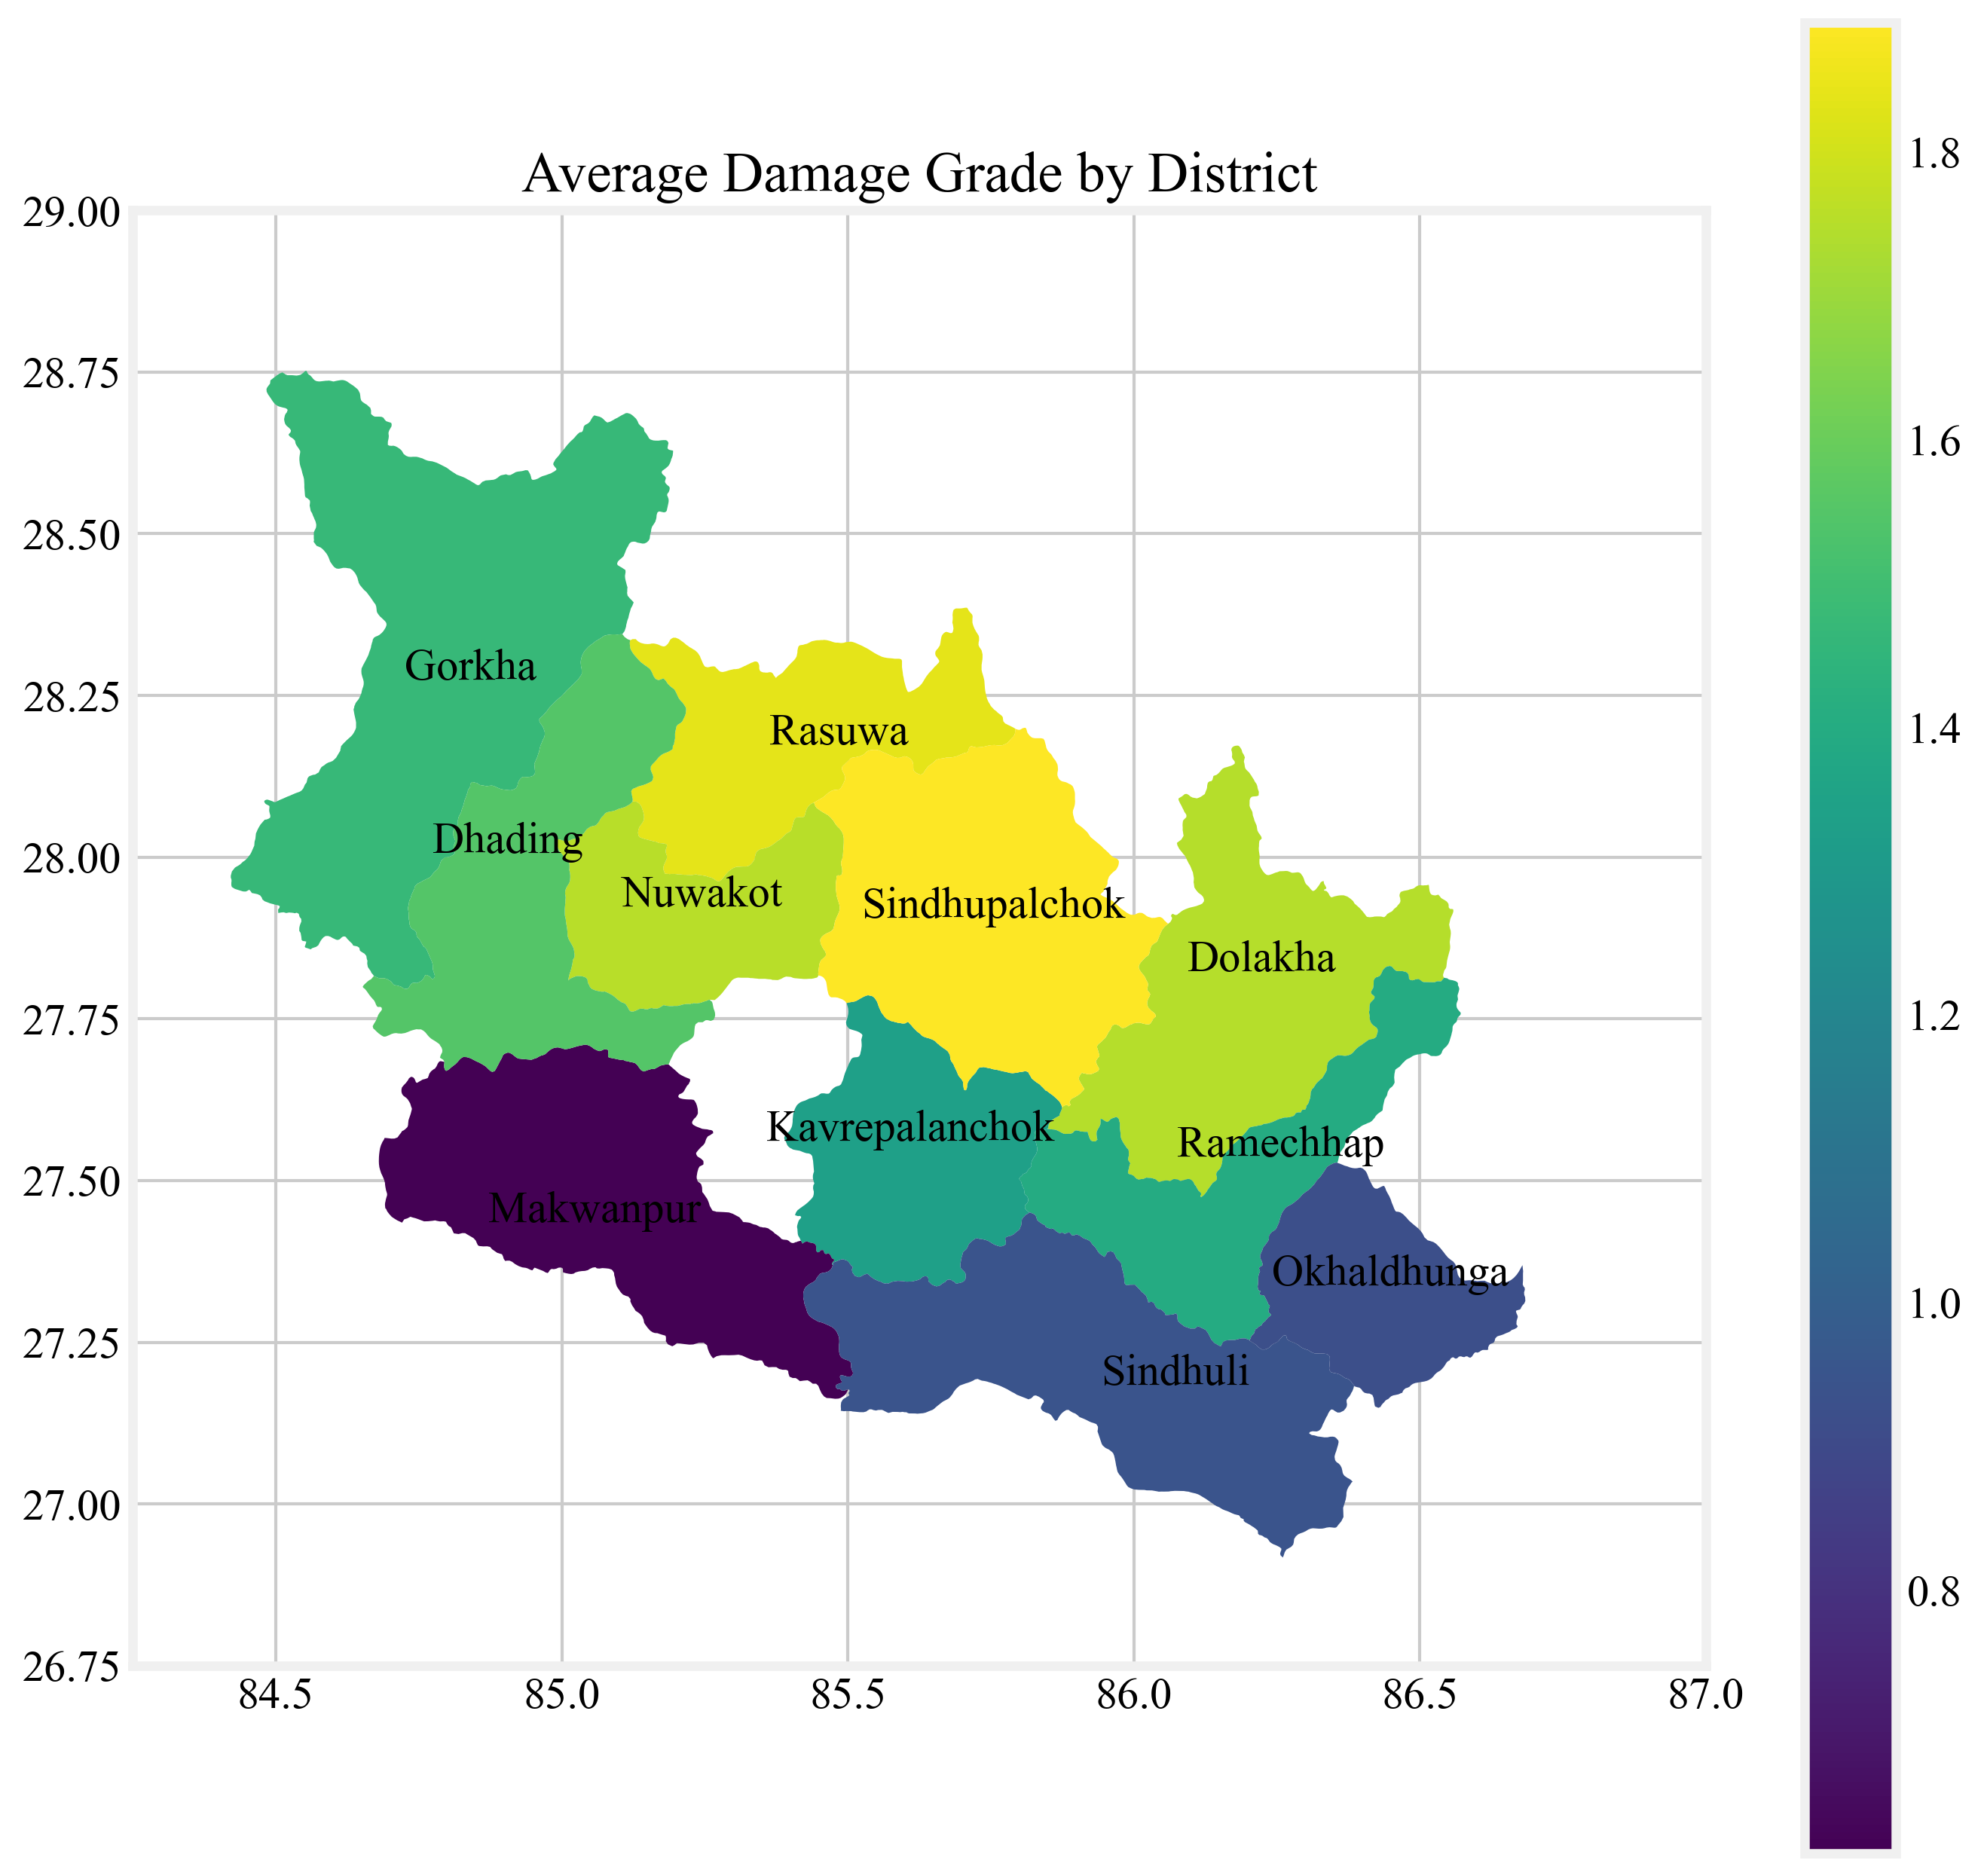 Average Damage Grade by District
29.00
28.75
28.50
28.25
28.00
27.75
27.50
27.25
27.00
26.75
84.5
85.0
85.5
86.0
86.5
87.0
Gorkha
Rasuwa
Dhading
Nuwakot
Sindhupalchok
Dolakha
Kavrepalanchok
Ramechhap
Makwanpur
Okhaldhunga
Sindhuli
1.8
1.6
1.4
1.2
1.0
0.8